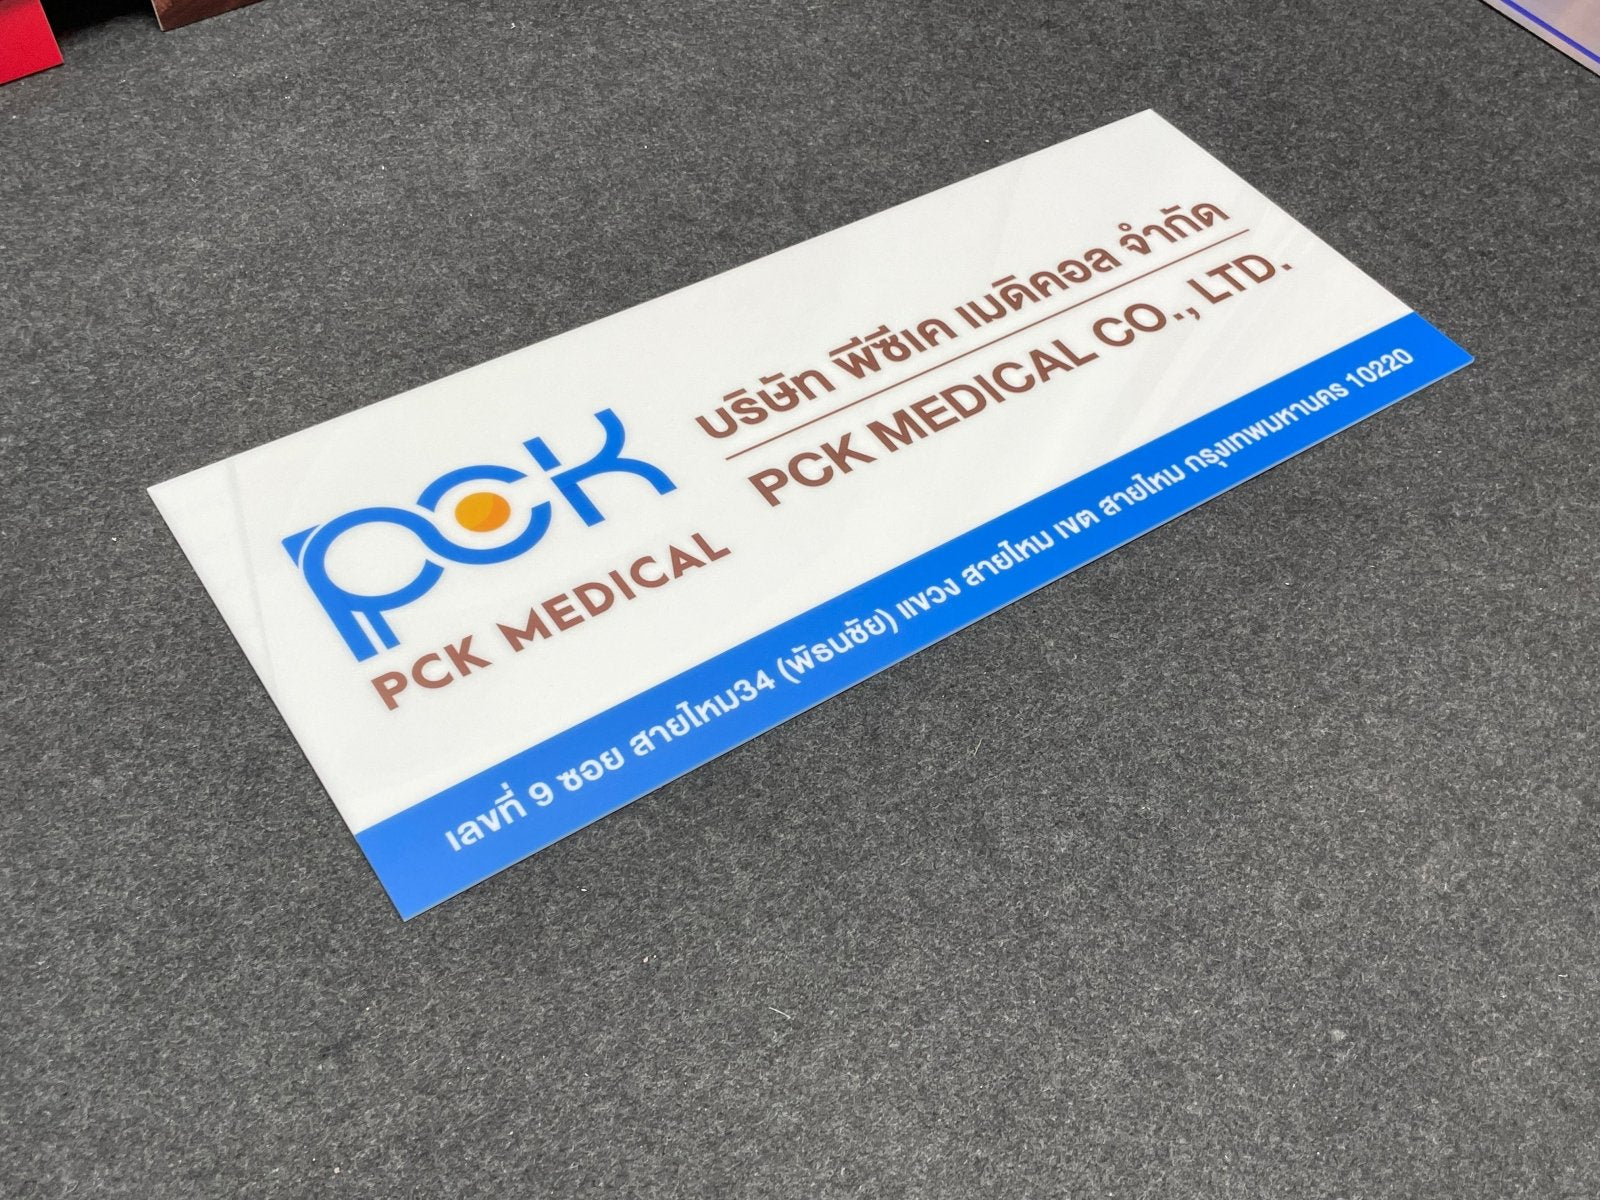 PCK
PCK MEDICAL
บริษัท พีซีเค เมดิคอล จำกัด
PCK MEDICAL CO., LTD.
เลขที่ 9 ซอย สายไหม34 (พัธนชัย) แขวง สายไหม เขต สายไหม กรุงเทพมหานคร 10220